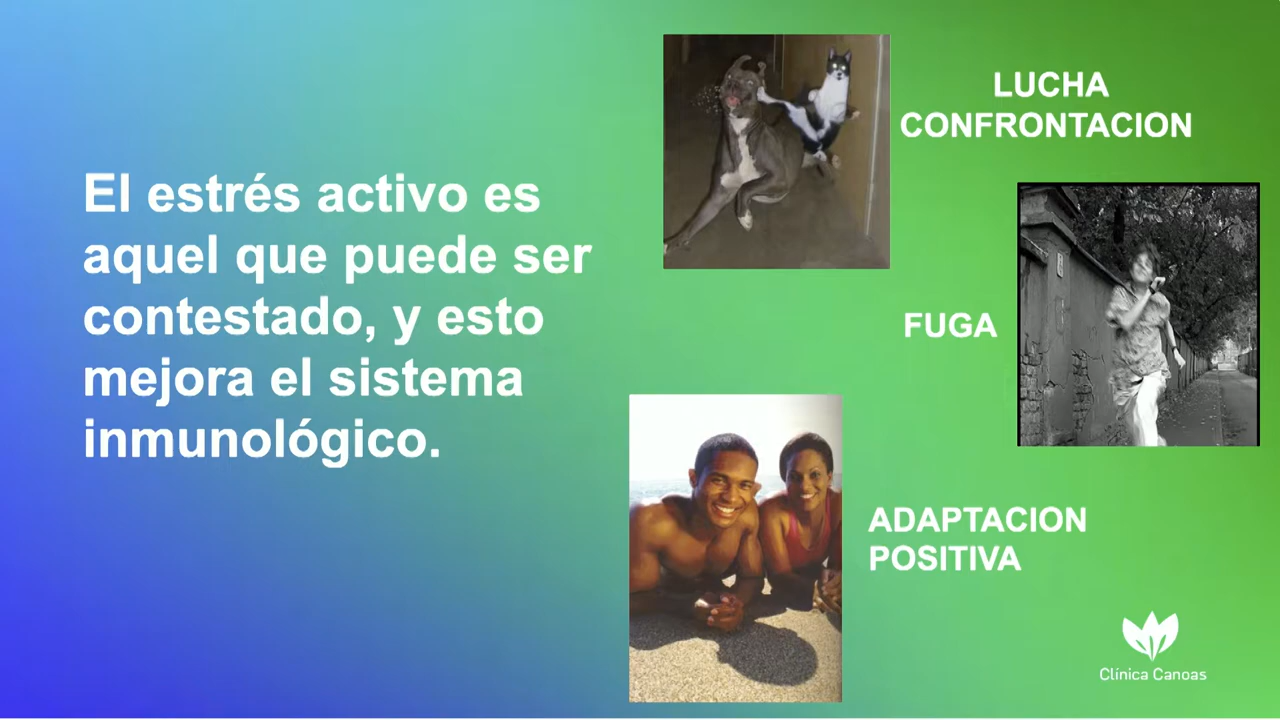 El estrés activo es
aquel que puede ser
contestado, y esto
mejora el sistema
inmunológico.
LUCHA
CONFRONTACION
FUGA
ADAPTACION
POSITIVA
Clínica Canoas